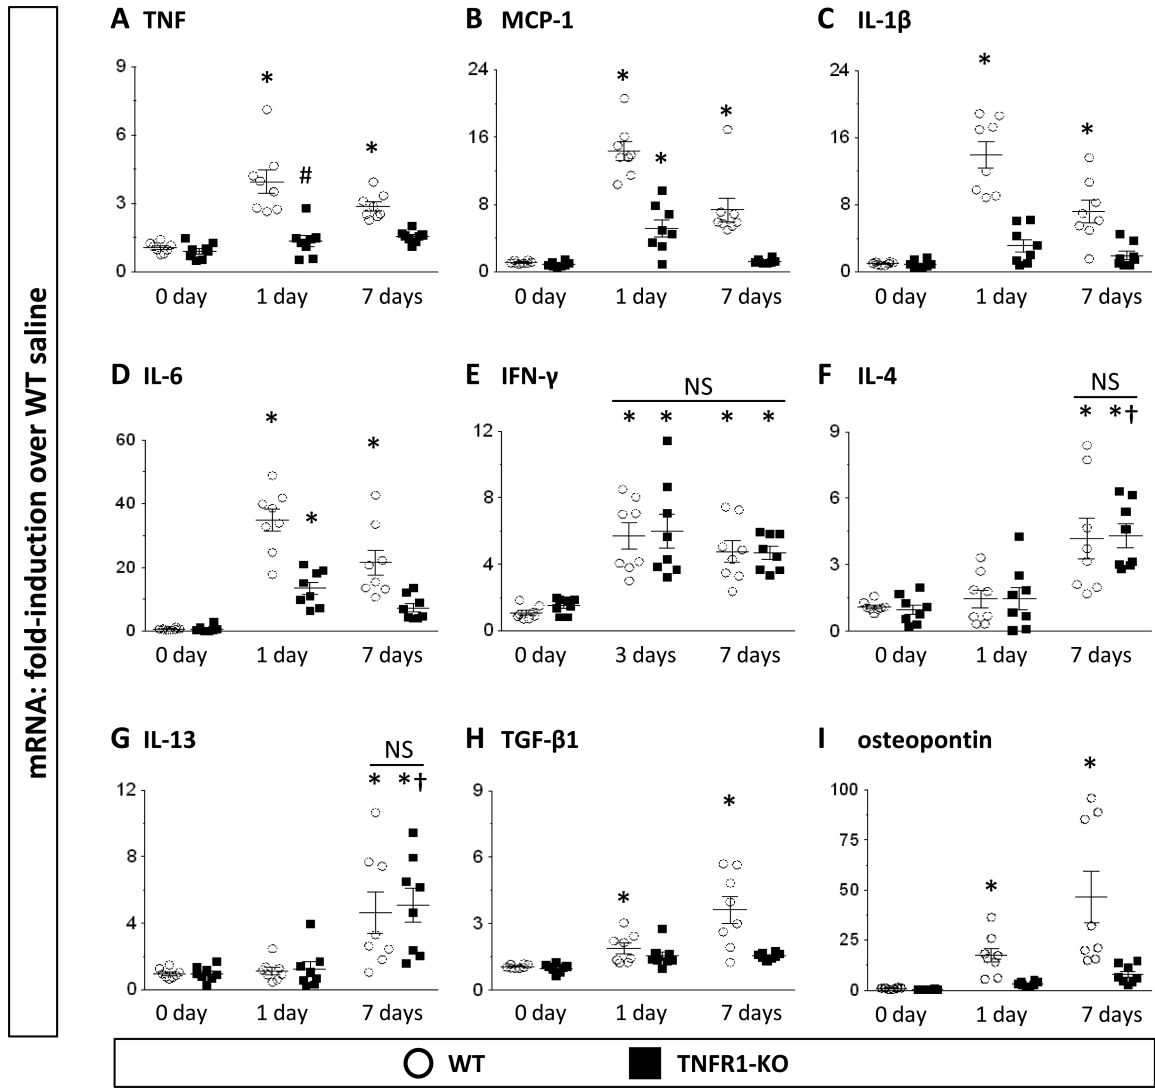 mRNA: fold-induction over WT saline
A TNF
9
*
6
*
#
3
0
0 day 1 day 7 days
B MCP-1
24
*
*
16
*
8
0
0 day 1 day 7 days
C IL-1β
24
*
*
16
8
0
0 day 1 day 7 days
D IL-6
*
60
*
40
*
20
0
0 day 1 day 7 days
E IFN-γ
NS
* * * *
12
8
4
0
0 day 3 days 7 days
F IL-4
NS
* *†
9
6
3
0
0 day 1 day 7 days
G IL-13
NS
* *†
12
8
4
0
0 day 1 day 7 days
H TGF-β1
9
*
6
*
3
0
0 day 1 day 7 days
I osteopontin
*
100
75
50
*
25
0
0 day 1 day 7 days
WT TNFR1-KO